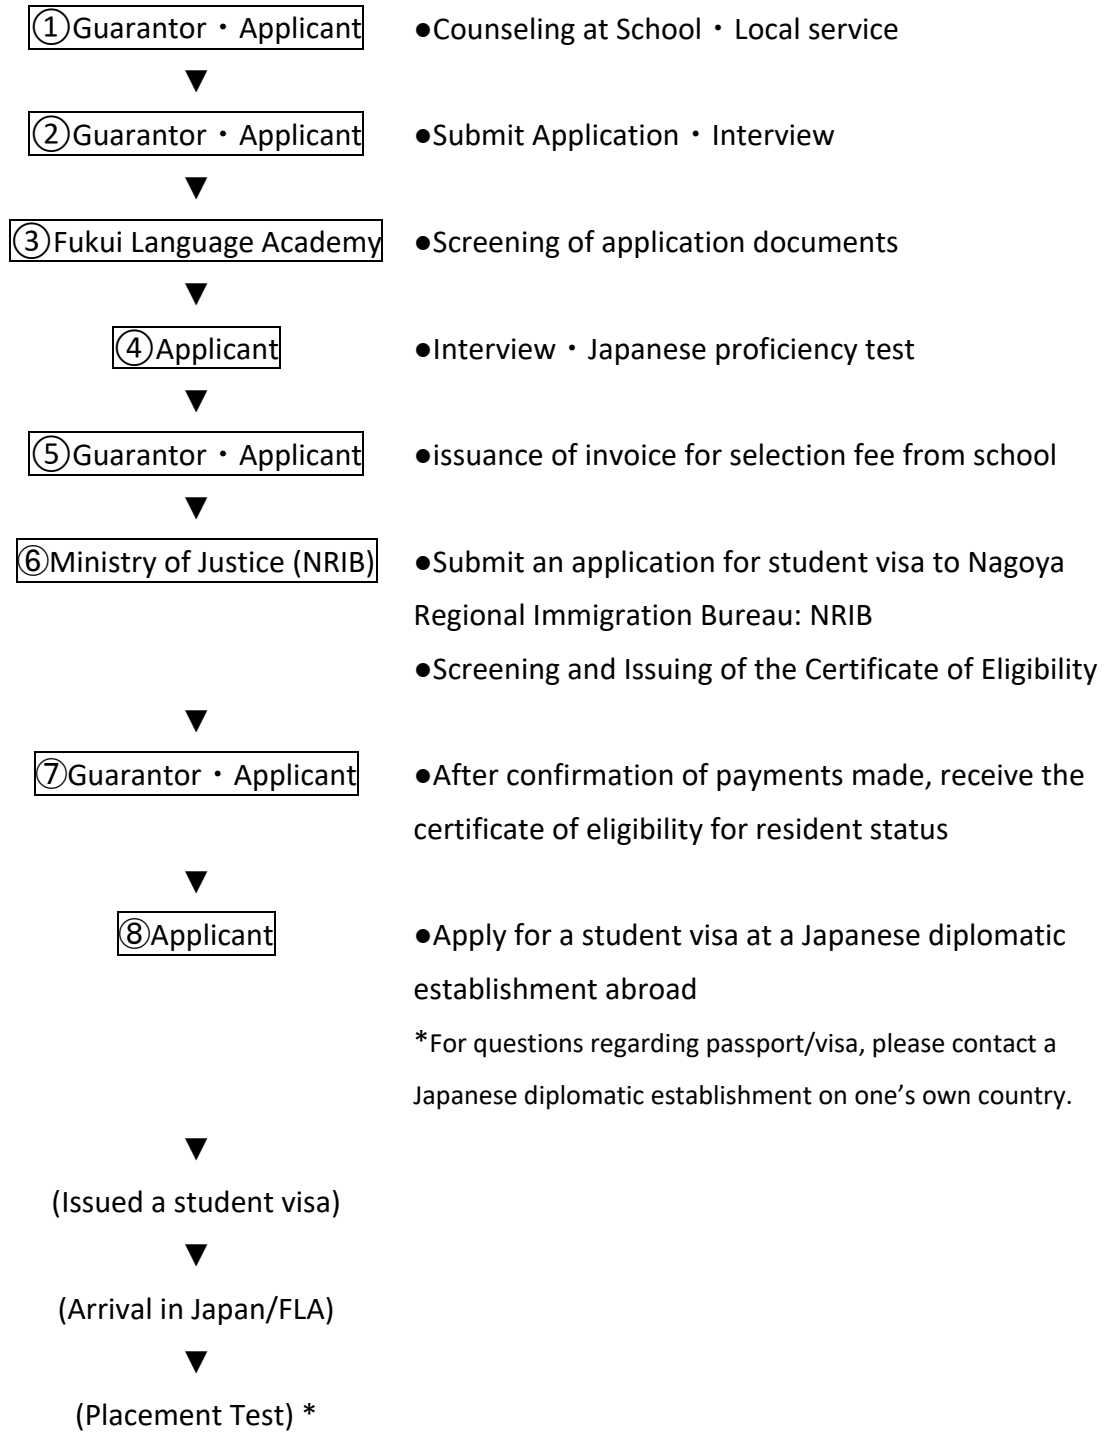 ①Guarantor・Applicant ●Counseling at School・Local service
▼
②Guarantor・Applicant ●Submit Application・Interview
▼
③Fukui Language Academy ●Screening of application documents
▼
④Applicant ●Interview・Japanese proficiency test
▼
⑤Guarantor・Applicant ●issuance of invoice for selection fee from school
▼
⑥Ministry of Justice (NRIB) ●Submit an application for student visa to Nagoya
Regional Immigration Bureau: NRIB
●Screening and Issuing of the Certificate of Eligibility
▼
⑦Guarantor・Applicant ●After confirmation of payments made, receive the
certificate of eligibility for resident status
▼
⑧Applicant ●Apply for a student visa at a Japanese diplomatic
establishment abroad
*For questions regarding passport/visa, please contact a
Japanese diplomatic establishment on one’s own country.
▼
(Issued a student visa)
▼
(Arrival in Japan/FLA)
▼
(Placement Test) *